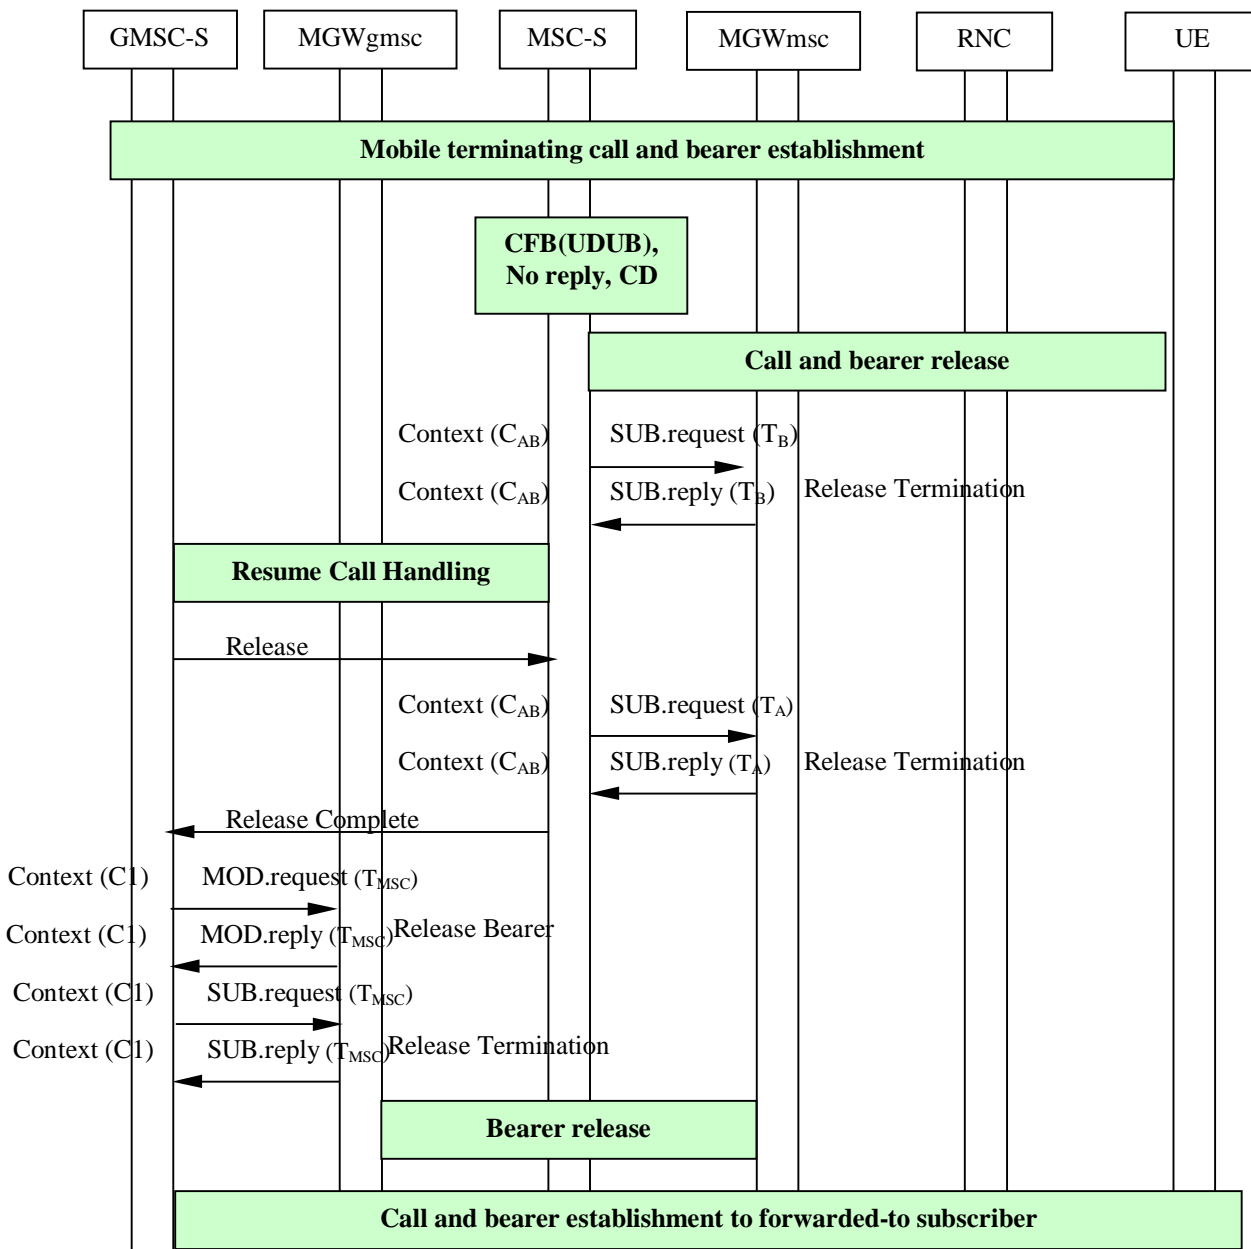 GMSC-S MGWgmsc MSC-S MGWmsc RNC UE
Mobile terminating call and bearer establishment
CFB(UDUB),
No reply, CD
Call and bearer release
Context (CAB) SUB.request (TB)
Context (CAB) SUB.reply (TB) Release Termination
Resume Call Handling
Release
Context (CAB) SUB.request (TA)
Context (CAB) SUB.reply (TA) Release Termination
Release Complete
Context (C1) MOD.request (TMSC)
Context (C1) MOD.reply (TMSC) Release Bearer
Context (C1) SUB.request (TMSC)
Context (C1) SUB.reply (TMSC) Release Termination
Bearer release
Call and bearer establishment to forwarded-to subscriber